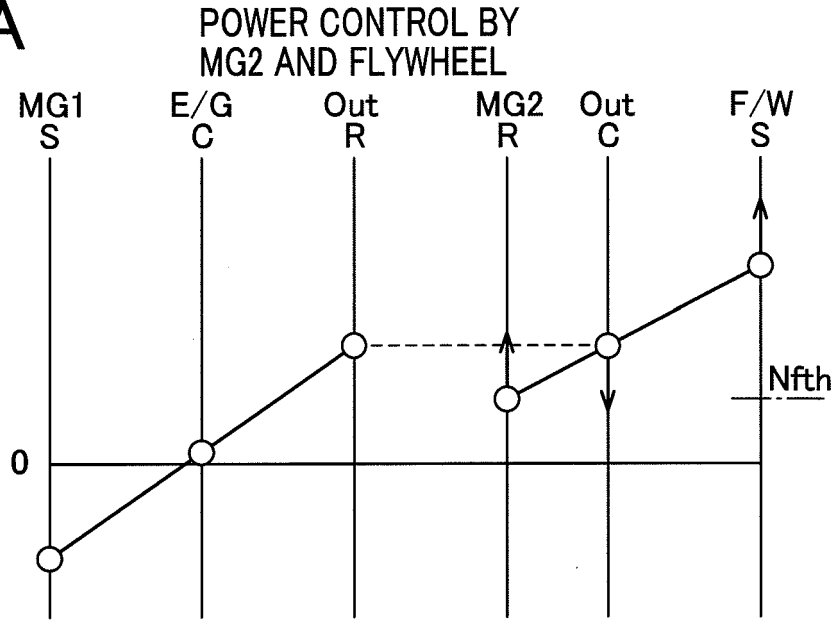 A
POWER CONTROL BY
MG2 AND FLYWHEEL
MG1 E/G Out MG2 Out F/W
S C R R C S
Nfth
0